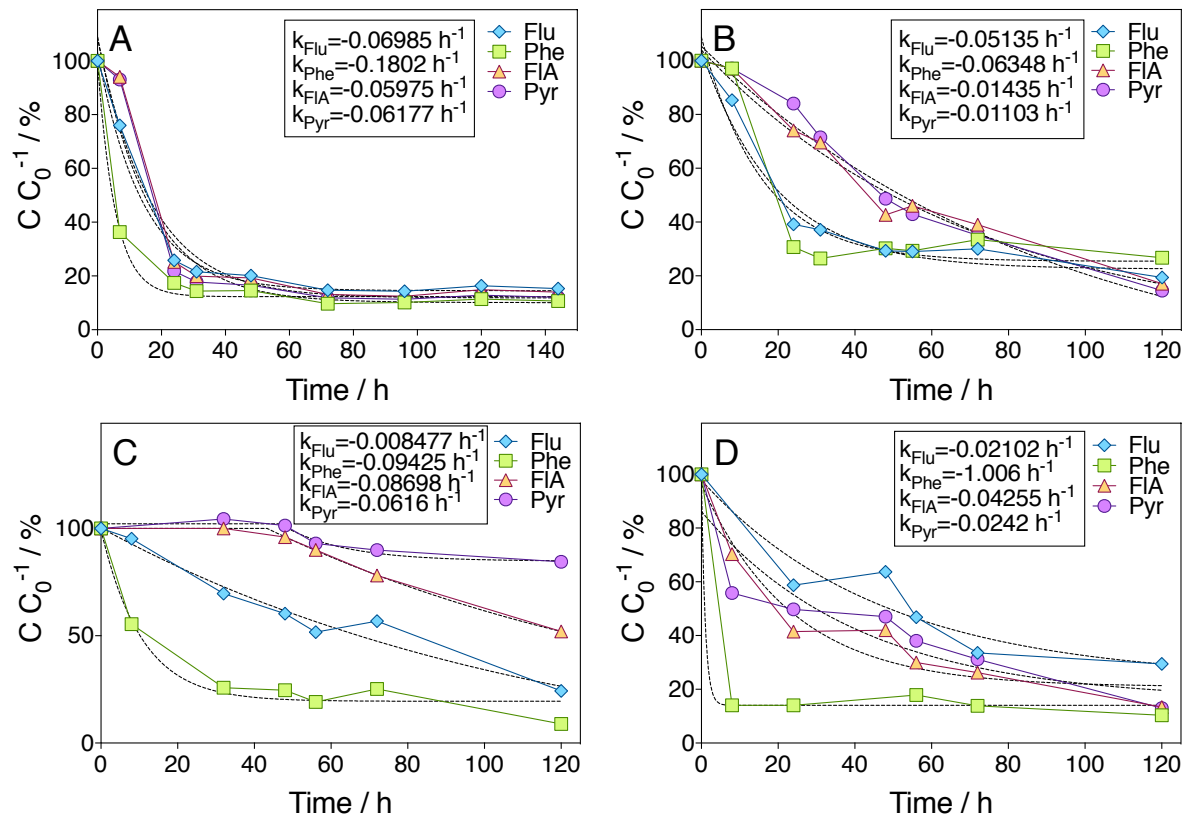 A
k_Flu=-0.06985 h⁻¹
k_Phe=-0.1802 h⁻¹
k_FlA=-0.05975 h⁻¹
k_Pyr=-0.06177 h⁻¹
Flu
Phe
FlA
Pyr
C C₀⁻¹ / %
100
80
60
40
20
0
0 20 40 60 80 100 120 140
Time / h
B
k_Flu=-0.05135 h⁻¹
k_Phe=-0.06348 h⁻¹
k_FlA=-0.01435 h⁻¹
k_Pyr=-0.01103 h⁻¹
Flu
Phe
FlA
Pyr
C C₀⁻¹ / %
100
80
60
40
20
0
0 20 40 60 80 100 120
Time / h
C
k_Flu=-0.008477 h⁻¹
k_Phe=-0.09425 h⁻¹
k_FlA=-0.08698 h⁻¹
k_Pyr=-0.0616 h⁻¹
Flu
Phe
FlA
Pyr
C C₀⁻¹ / %
100
50
0
0 20 40 60 80 100 120
Time / h
D
k_Flu=-0.02102 h⁻¹
k_Phe=-1.006 h⁻¹
k_FlA=-0.04255 h⁻¹
k_Pyr=-0.0242 h⁻¹
Flu
Phe
FlA
Pyr
C C₀⁻¹ / %
100
80
60
40
20
0
0 20 40 60 80 100 120
Time / h